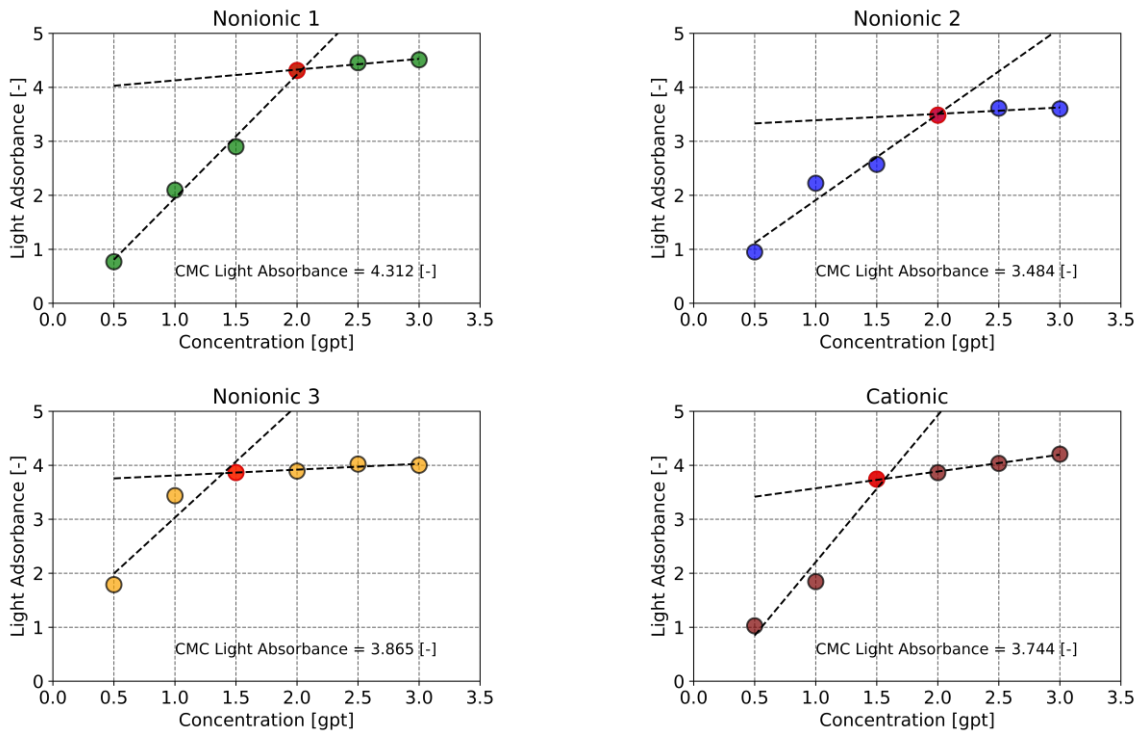 Nonionic 1
Light Adsorbance [-]
5
4
3
2
1
0
CMC Light Absorbance = 4.312 [-]
0.0 0.5 1.0 1.5 2.0 2.5 3.0 3.5
Concentration [gpt]
Nonionic 2
Light Adsorbance [-]
5
4
3
2
1
0
CMC Light Absorbance = 3.484 [-]
0.0 0.5 1.0 1.5 2.0 2.5 3.0 3.5
Concentration [gpt]
Nonionic 3
Light Adsorbance [-]
5
4
3
2
1
0
CMC Light Absorbance = 3.865 [-]
0.0 0.5 1.0 1.5 2.0 2.5 3.0 3.5
Concentration [gpt]
Cationic
Light Adsorbance [-]
5
4
3
2
1
0
CMC Light Absorbance = 3.744 [-]
0.0 0.5 1.0 1.5 2.0 2.5 3.0 3.5
Concentration [gpt]